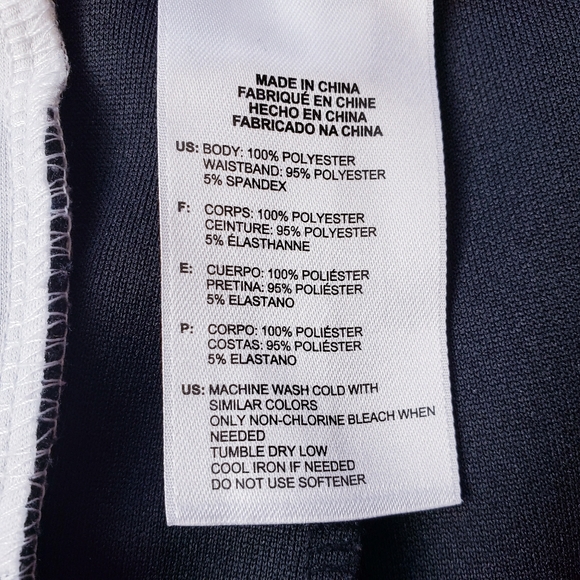 MADE IN CHINA
FABRIQUÉ EN CHINE
HECHO EN CHINA
FABRICADO NA CHINA
US: BODY: 100% POLYESTER
WAISTBAND: 95% POLYESTER
5% SPANDEX
F: CORPS: 100% POLYESTER
CEINTURE: 95% POLYESTER
5% ÉLASTHANNE
E: CUERPO: 100% POLIÉSTER
PRETINA: 95% POLIÉSTER
5% ELASTANO
P: CORPO: 100% POLIÉSTER
COSTAS: 95% POLIÉSTER
5% ELASTANO
US: MACHINE WASH COLD WITH
SIMILAR COLORS
ONLY NON-CHLORINE BLEACH WHEN
NEEDED
TUMBLE DRY LOW
COOL IRON IF NEEDED
DO NOT USE SOFTENER